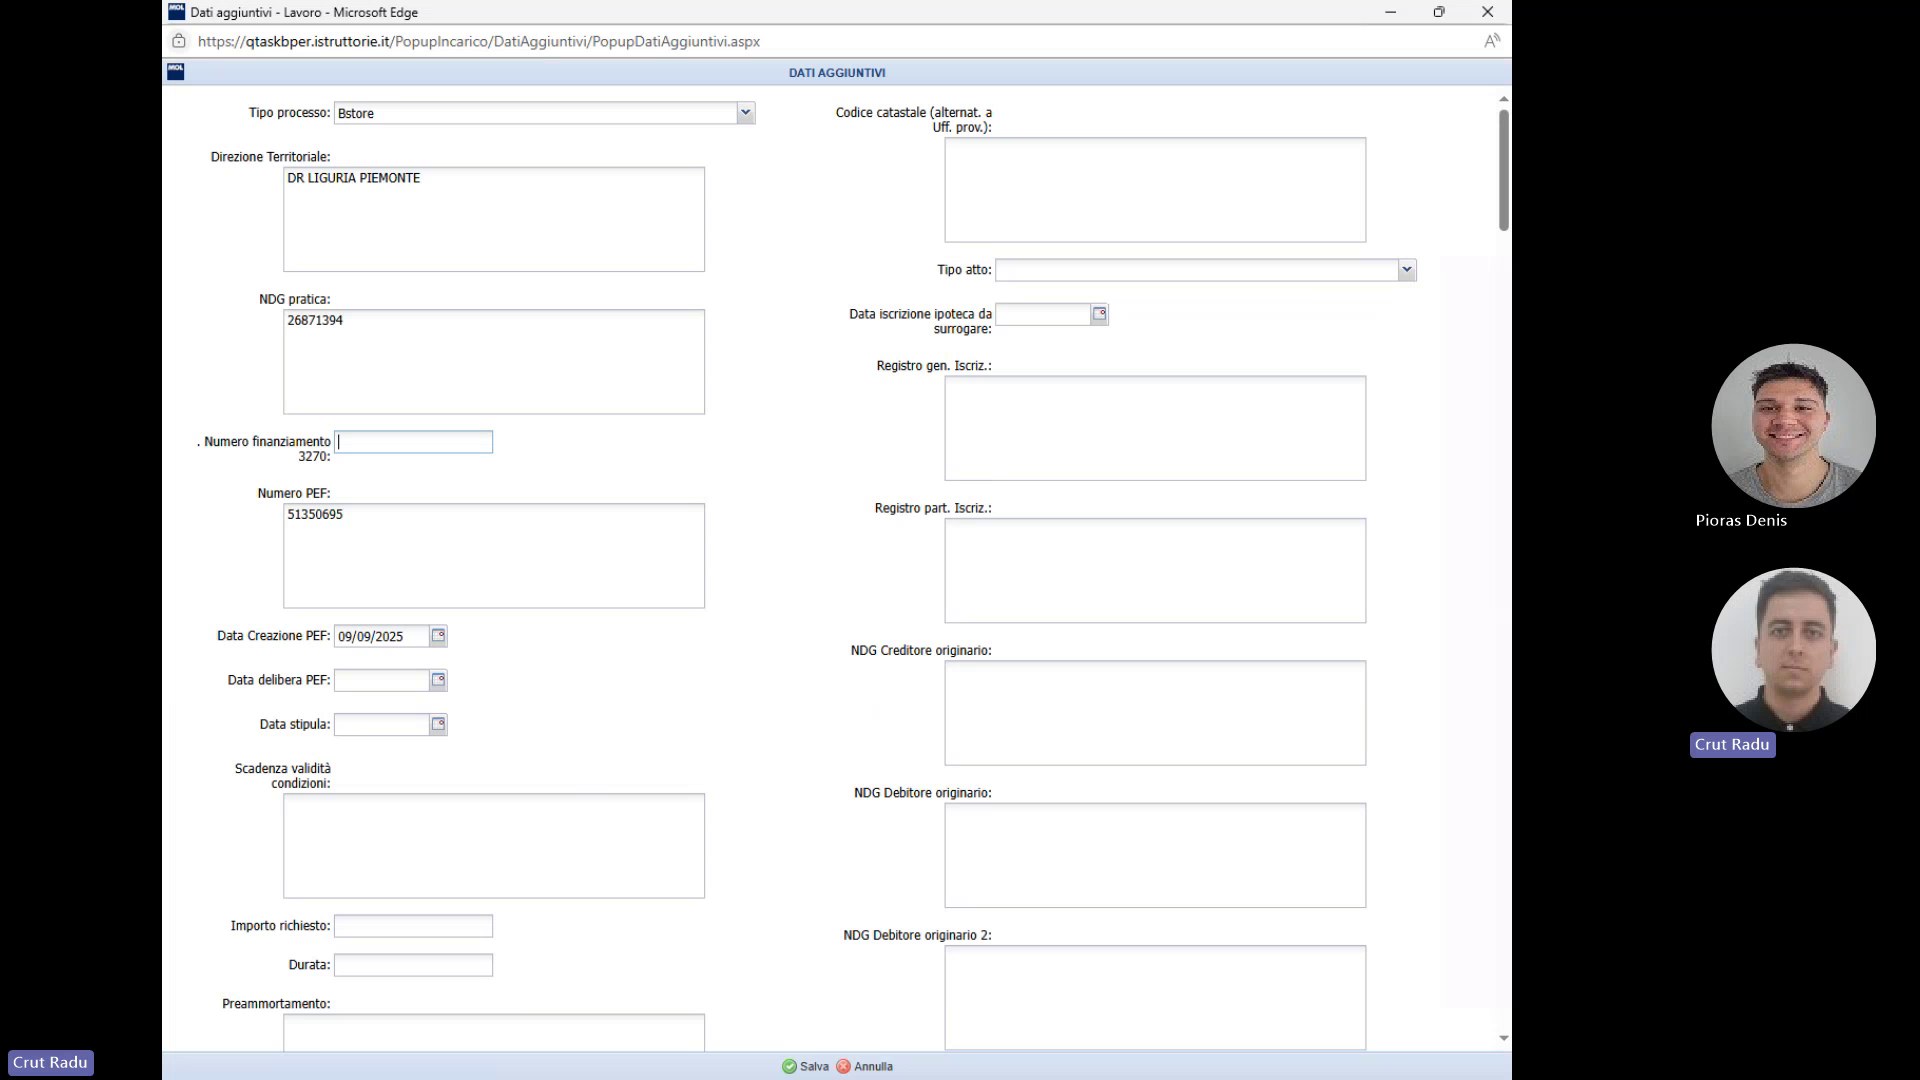 MOL Dati aggiuntivi - Lavoro - Microsoft Edge
https://qtaskbper.istruttorie.it/PopupIncarico/DatiAggiuntivi/PopupDatiAggiuntivi.aspx
MOL DATI AGGIUNTIVI
Tipo processo: Bstore
Direzione Territoriale:
DR LIGURIA PIEMONTE
NDG pratica:
26871394
. Numero finanziamento
3270:
Numero PEF:
51350695
Data Creazione PEF: 09/09/2025
Data delibera PEF:
Data stipula:
Scadenza validità
condizioni:
Importo richiesto:
Durata:
Preammortamento:
Codice catastale (alternat. a
Uff. prov.):
Tipo atto:
Data iscrizione ipoteca da
surrogare:
Registro gen. Iscriz.:
Registro part. Iscriz.:
NDG Creditore originario:
NDG Debitore originario:
NDG Debitore originario 2:
Salva Annulla
Pioras Denis
Crut Radu
Crut Radu